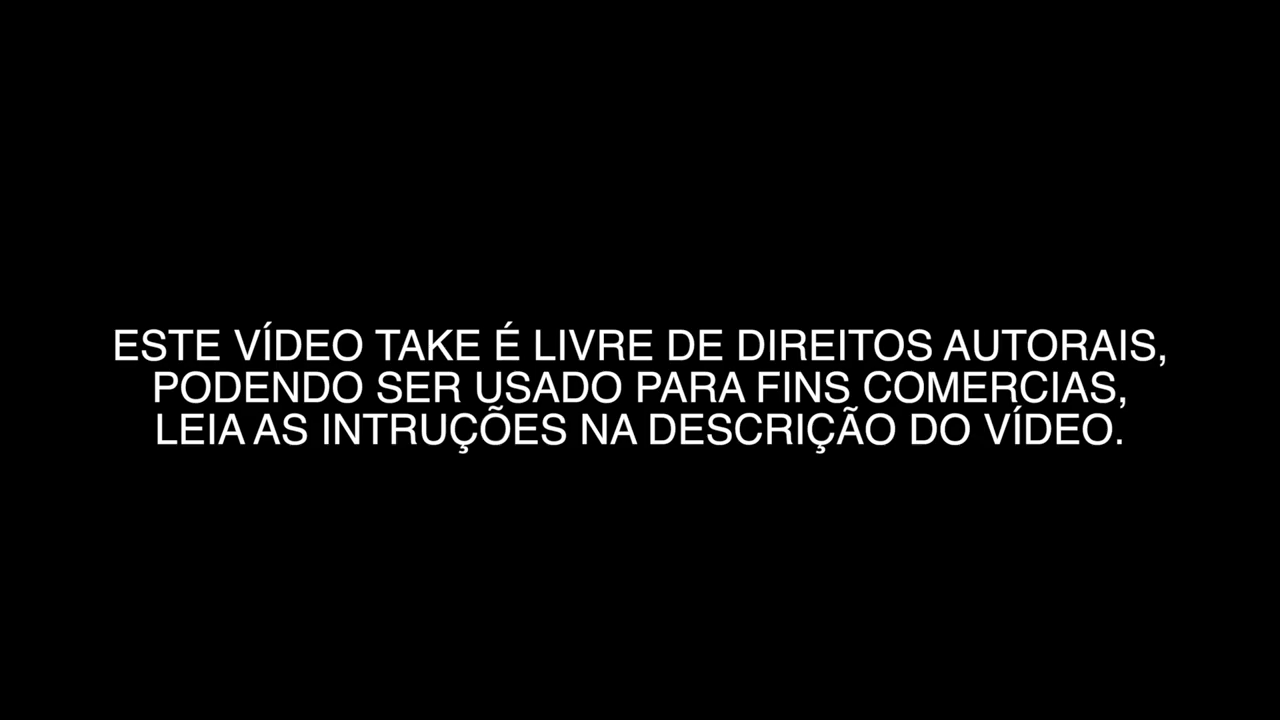 ESTE VÍDEO TAKE É LIVRE DE DIREITOS AUTORAIS,
PODENDO SER USADO PARA FINS COMERCIAS,
LEIA AS INTRUÇÕES NA DESCRIÇÃO DO VÍDEO.